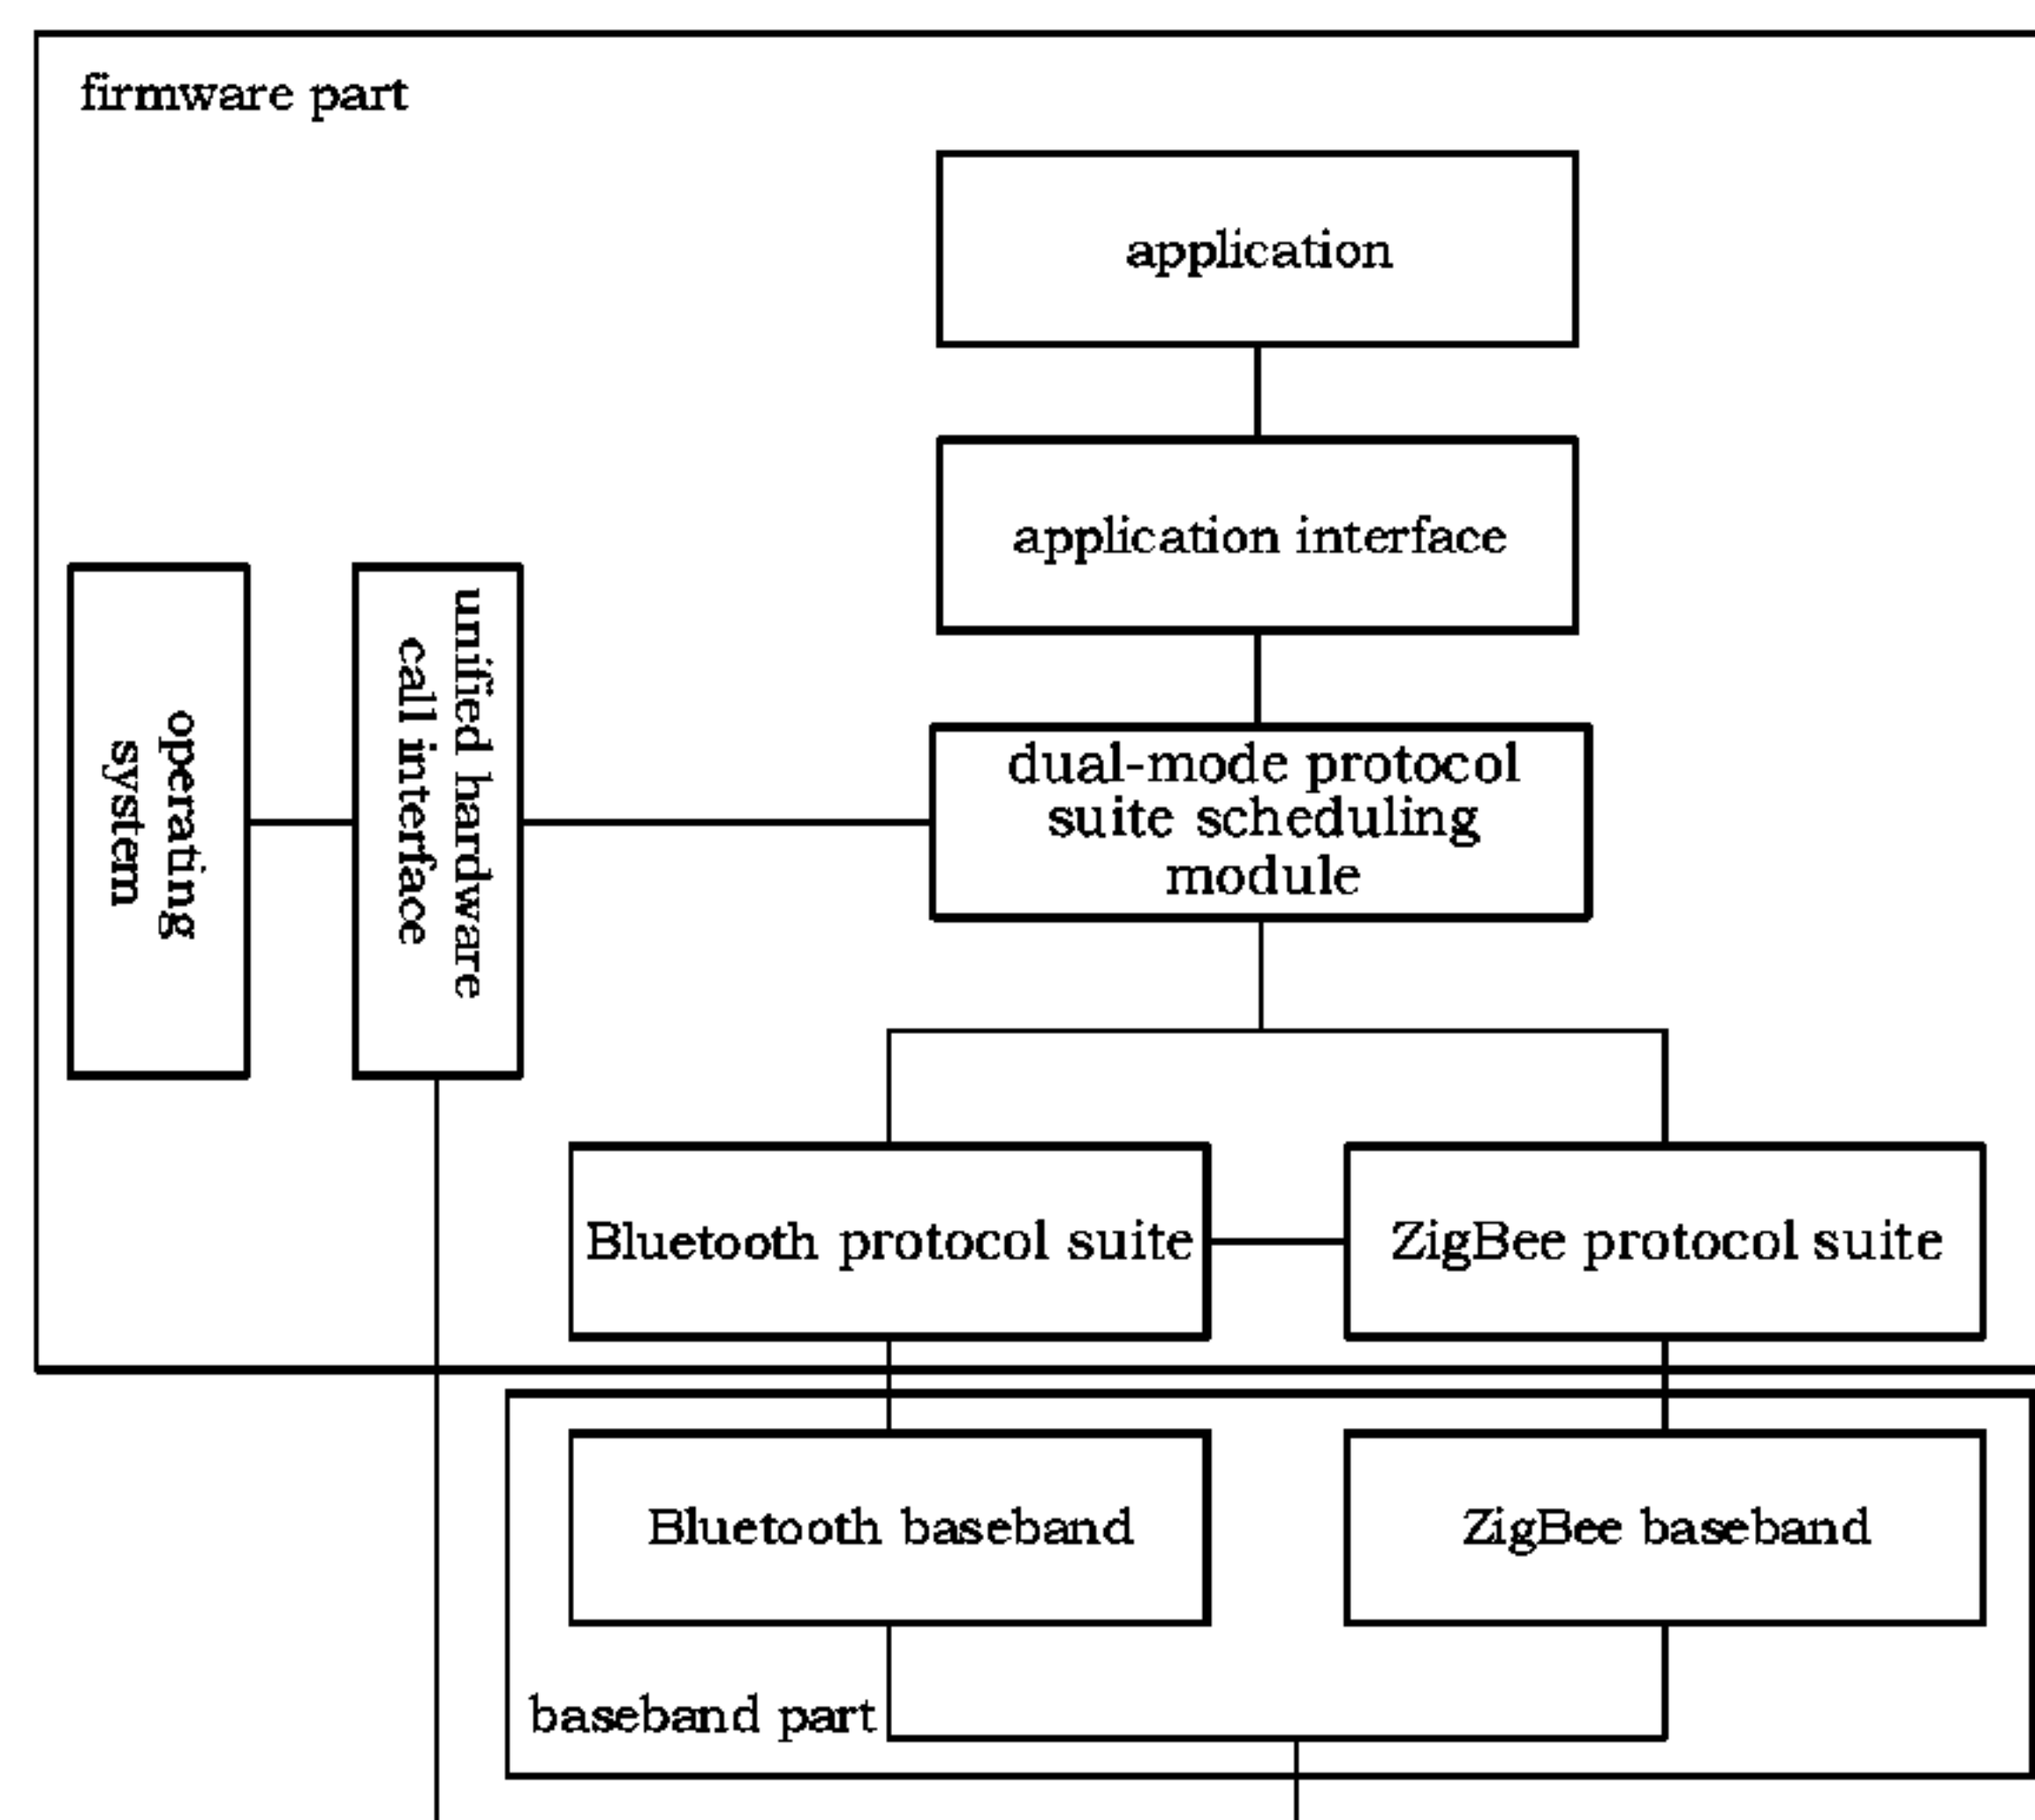 firmware part
application
application interface
unified hardware
call interface
operating
system
dual-mode protocol
suite scheduling
module
Bluetooth protocol suite
ZigBee protocol suite
Bluetooth baseband
ZigBee baseband
baseband part